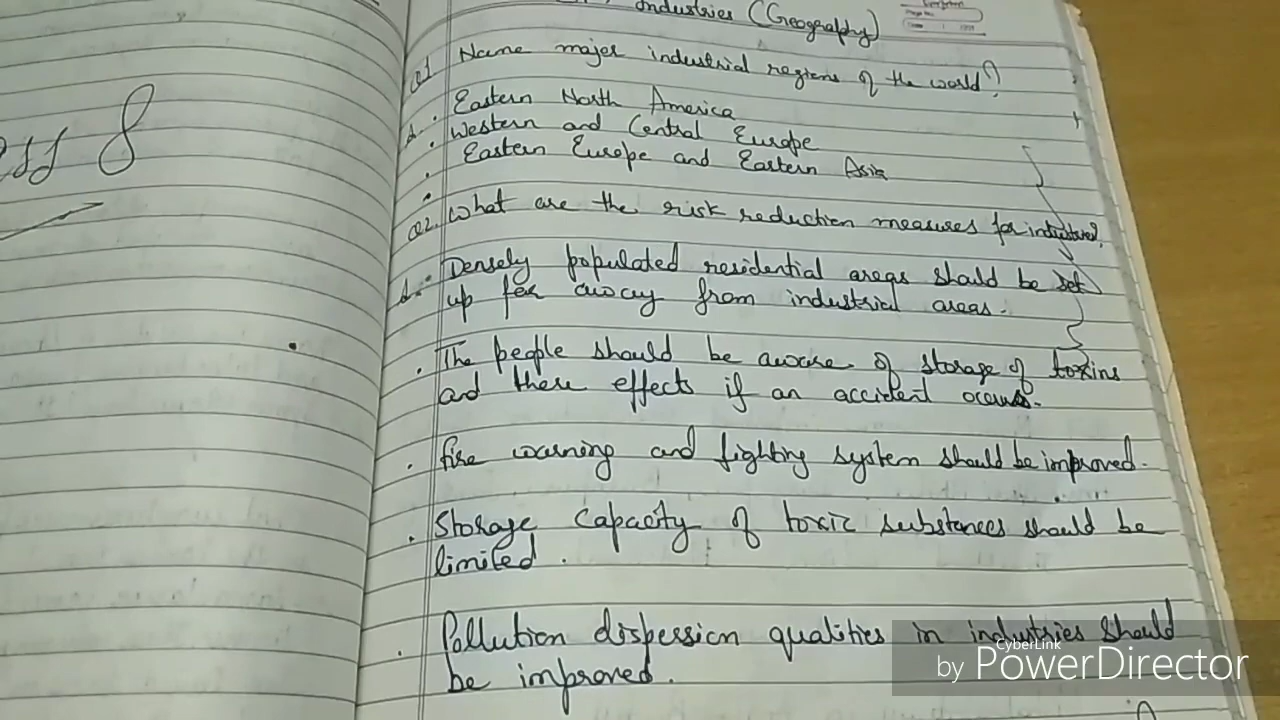 ss 8
Industries (Geography)
Q1 Name major industrial regions of the world?
A. . Eastern North America
. Western and Central Europe
. Eastern Europe and Eastern Asia
Q2. What are the risk reduction measures for industries?
A. . Densely populated residential areas should be set
up far away from industrial areas.
. The people should be aware of storage of toxins
and there effects if an accident occurs.
. fire warning and fighting system should be improved.
. Storage capacity of toxic substances should be
limited.
. Pollution dispession qualities in industries should
be improved.
CyberLink
by PowerDirector